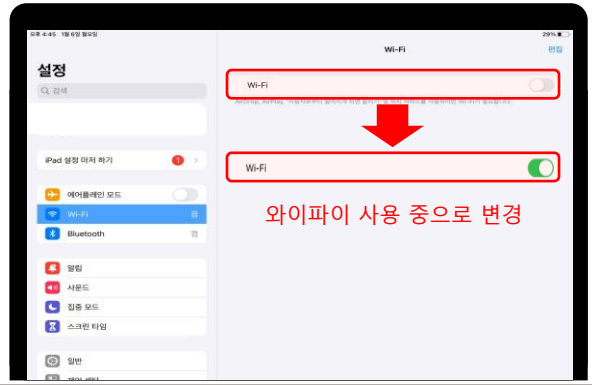 오후 4:45 1월 6일 월요일
29%
Wi-Fi
편집
설정
검색
Wi-Fi
iPad 설정 마저 하기
1
Wi-Fi
에어플레인 모드
Wi-Fi
와이파이 사용 중으로 변경
Bluetooth
알림
사운드
집중 모드
스크린 타임
일반